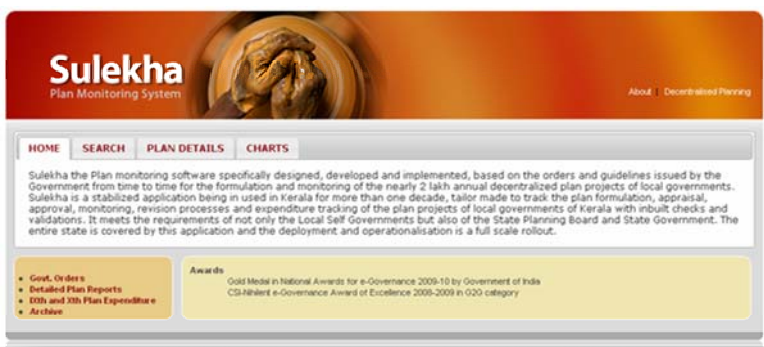 Sulekha
Plan Monitoring System
About | Decentralised Planning
HOME SEARCH PLAN DETAILS CHARTS
Sulekha the Plan monitoring software specifically designed, developed and implemented, based on the orders and guidelines issued by the
Government from time to time for the formulation and monitoring of the nearly 2 lakh annual decentralized plan projects of local governments.
Sulekha is a stabilized application being in used in Kerala for more than one decade, tailor made to track the plan formulation, appraisal,
approval, monitoring, revision processes and expenditure tracking of the plan projects of local governments of Kerala with inbuilt checks and
validations. It meets the requirements of not only the Local Self Governments but also of the State Planning Board and State Government. The
entire state is covered by this application and the deployment and operationalisation is a full scale rollout.
Govt. Orders
Detailed Plan Reports
IXth and Xth Plan Expenditure
Archive
Awards
Gold Medal in National Awards for e-Governance 2009-10 by Government of India
CSI-Nihilent e-Governance Award of Excellence 2008-2009 in G2G category